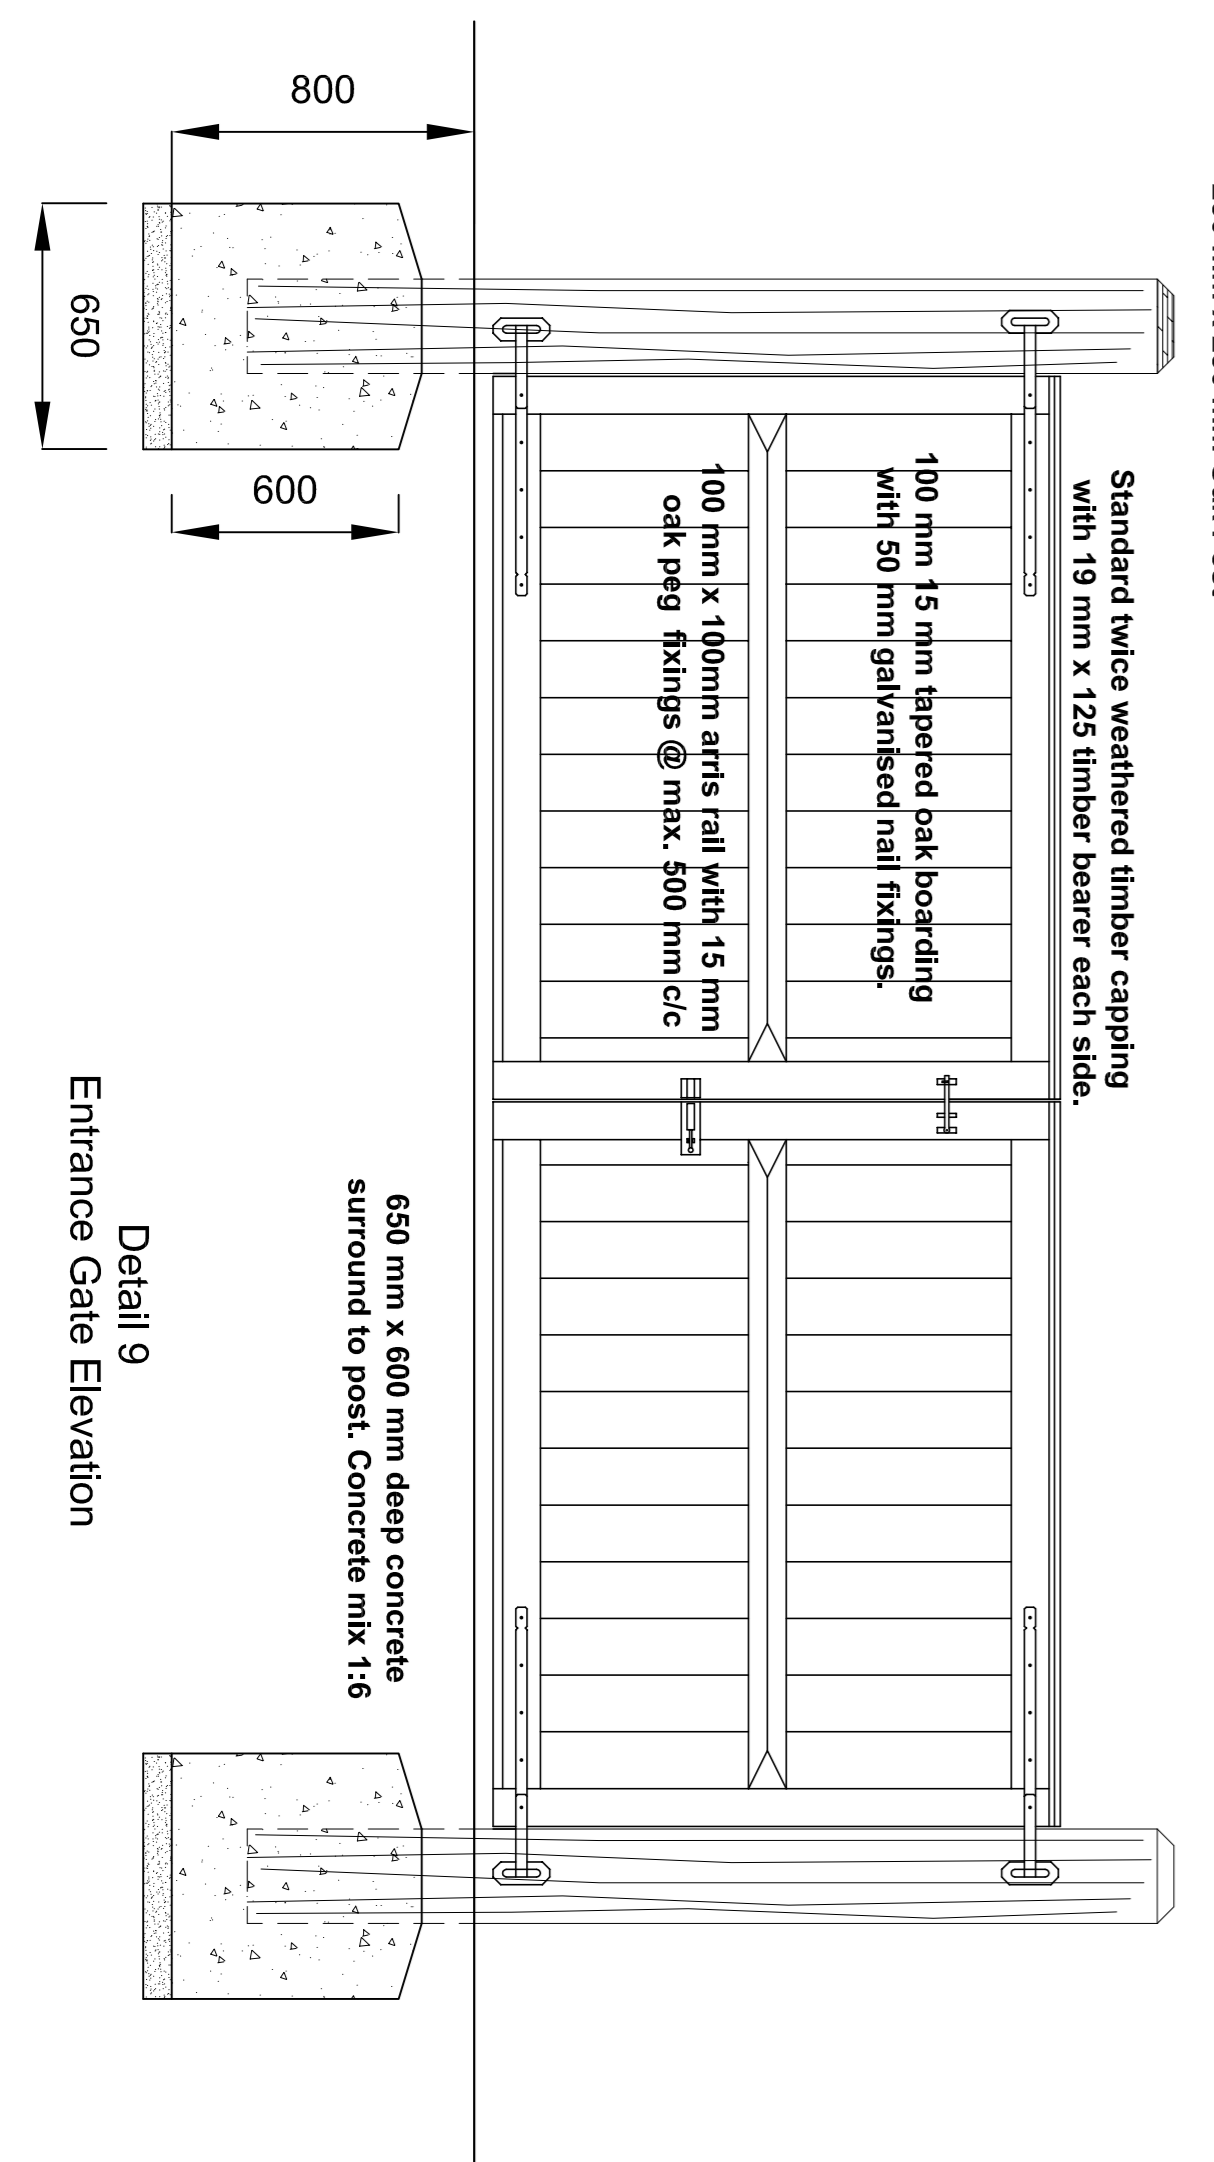 Standard twice weathered timber capping
with 19 mm x 125 timber bearer each side.
100 mm 15 mm tapered oak boarding
with 50 mm galvanised nail fixings.
100 mm x 100mm arris rail with 15 mm
oak peg fixings @ max. 500 mm c/c
650 mm x 600 mm deep concrete
surround to post. Concrete mix 1:6
800
600
650
Detail 9
Entrance Gate Elevation